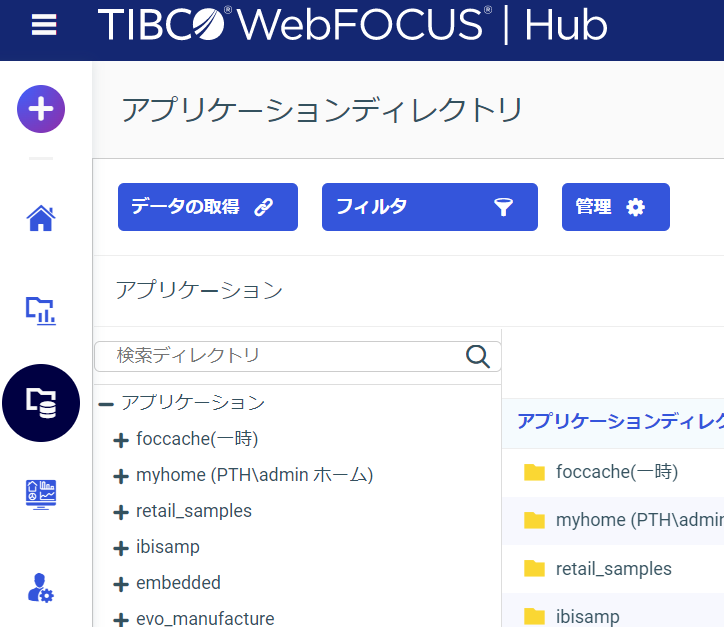 TIBCO® WebFOCUS® | Hub
アプリケーションディレクトリ
データの取得
フィルタ
管理
アプリケーション
検索ディレクトリ
アプリケーション
foccache(一時)
myhome (PTH\admin ホーム)
retail_samples
ibisamp
embedded
evo_manufacture
アプリケーションディレク
foccache(一時)
myhome (PTH\admin
retail_samples
ibisamp